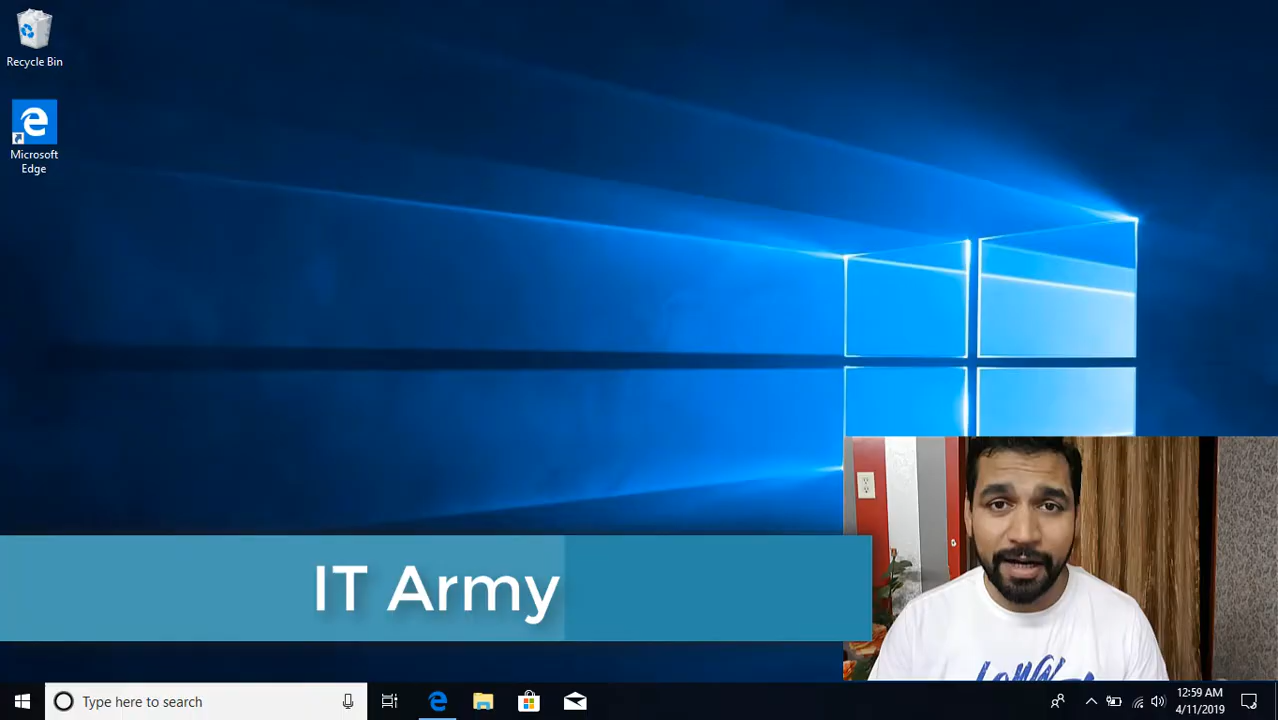 Recycle Bin
Microsoft
Edge
IT Army
Type here to search
12:59 AM
4/11/2019